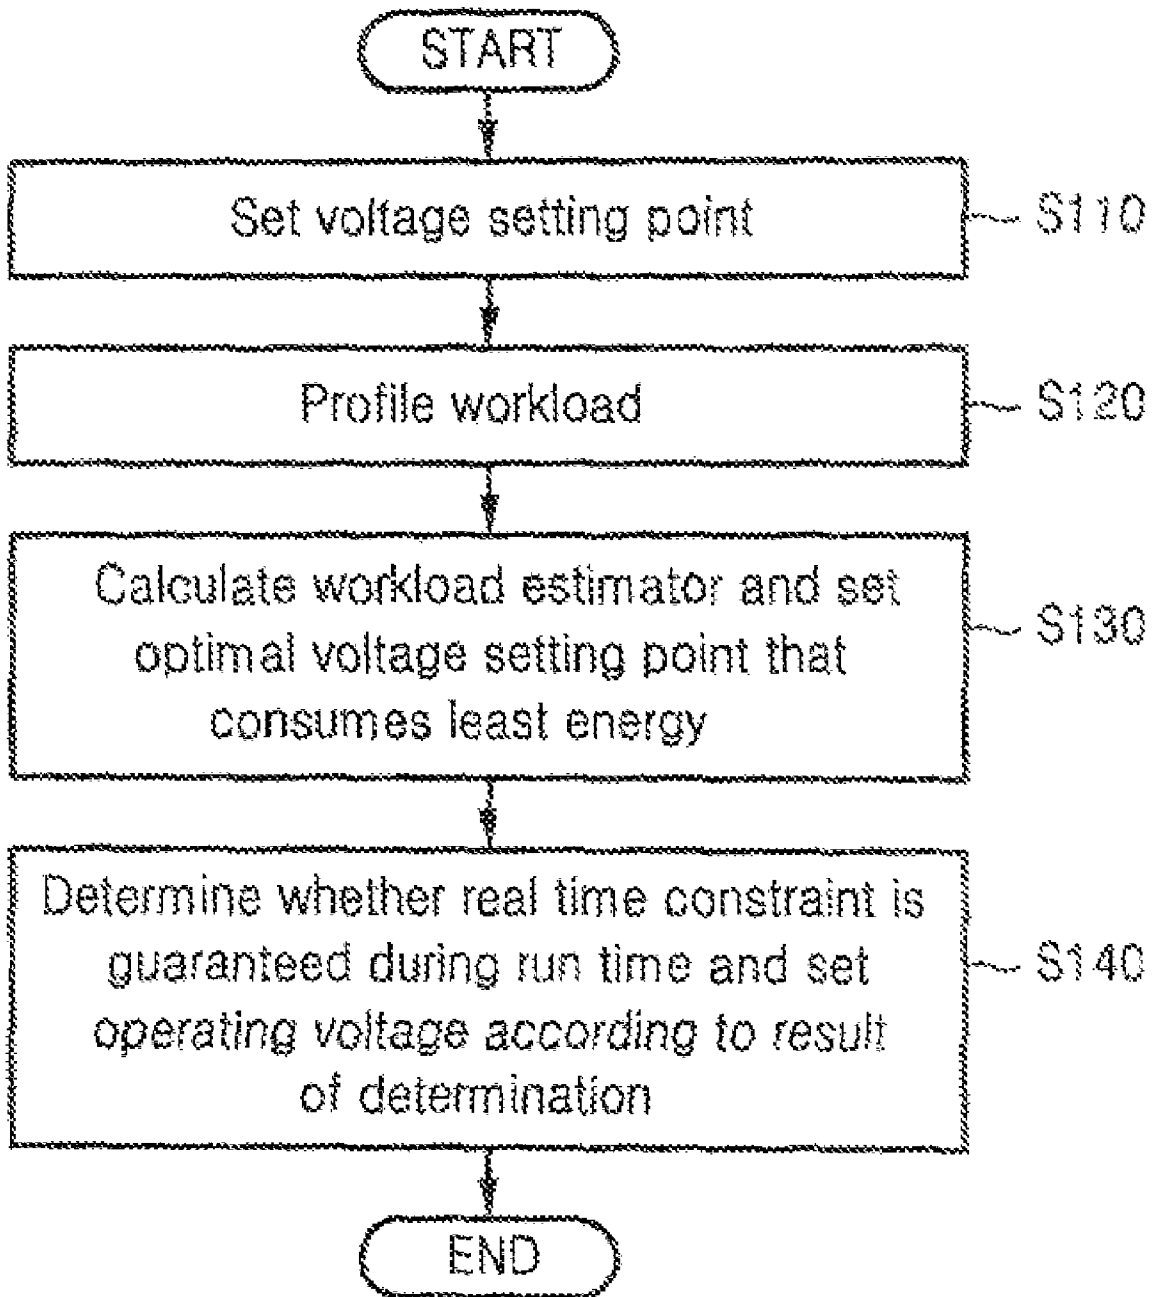 START
Set voltage setting point
S110
Profile workload
S120
Calculate workload estimator and set
optimal voltage setting point that
consumes least energy
S130
Determine whether real time constraint is
guaranteed during run time and set
operating voltage according to result
of determination
S140
END